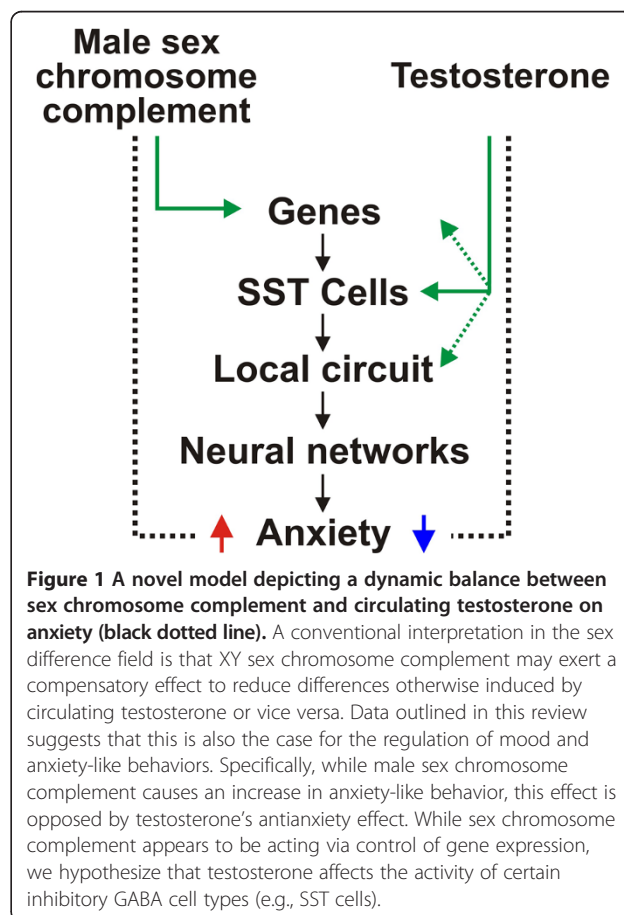 Male sex
chromosome
complement
Testosterone
Genes
SST Cells
Local circuit
Neural networks
Anxiety
Figure 1 A novel model depicting a dynamic balance between
sex chromosome complement and circulating testosterone on
anxiety (black dotted line). A conventional interpretation in the sex
difference field is that XY sex chromosome complement may exert a
compensatory effect to reduce differences otherwise induced by
circulating testosterone or vice versa. Data outlined in this review
suggests that this is also the case for the regulation of mood and
anxiety-like behaviors. Specifically, while male sex chromosome
complement causes an increase in anxiety-like behavior, this effect is
opposed by testosterone's antianxiety effect. While sex chromosome
complement appears to be acting via control of gene expression,
we hypothesize that testosterone affects the activity of certain
inhibitory GABA cell types (e.g., SST cells).